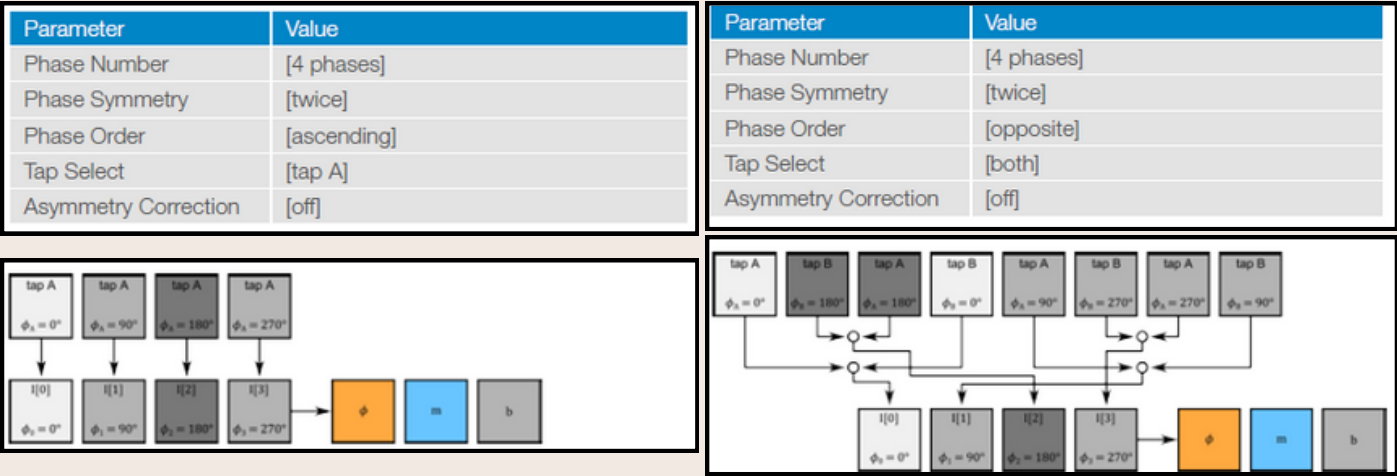 Parameter Value
Phase Number [4 phases]
Phase Symmetry [twice]
Phase Order [ascending]
Tap Select [tap A]
Asymmetry Correction [off]
Parameter Value
Phase Number [4 phases]
Phase Symmetry [twice]
Phase Order [opposite]
Tap Select [both]
Asymmetry Correction [off]
tap A tap A tap A tap A
ϕA = 0° ϕA = 90° ϕA = 180° ϕA = 270°
I[0] I[1] I[2] I[3]
ϕ0 = 0° ϕ1 = 90° ϕ2 = 180° ϕ3 = 270° ϕ m b
tap A tap B tap A tap B tap A tap B tap A tap B
ϕA = 0° ϕB = 180° ϕA = 180° ϕB = 0° ϕA = 90° ϕB = 270° ϕA = 270° ϕB = 90°
I[0] I[1] I[2] I[3]
ϕ0 = 0° ϕ1 = 90° ϕ2 = 180° ϕ3 = 270° ϕ m b